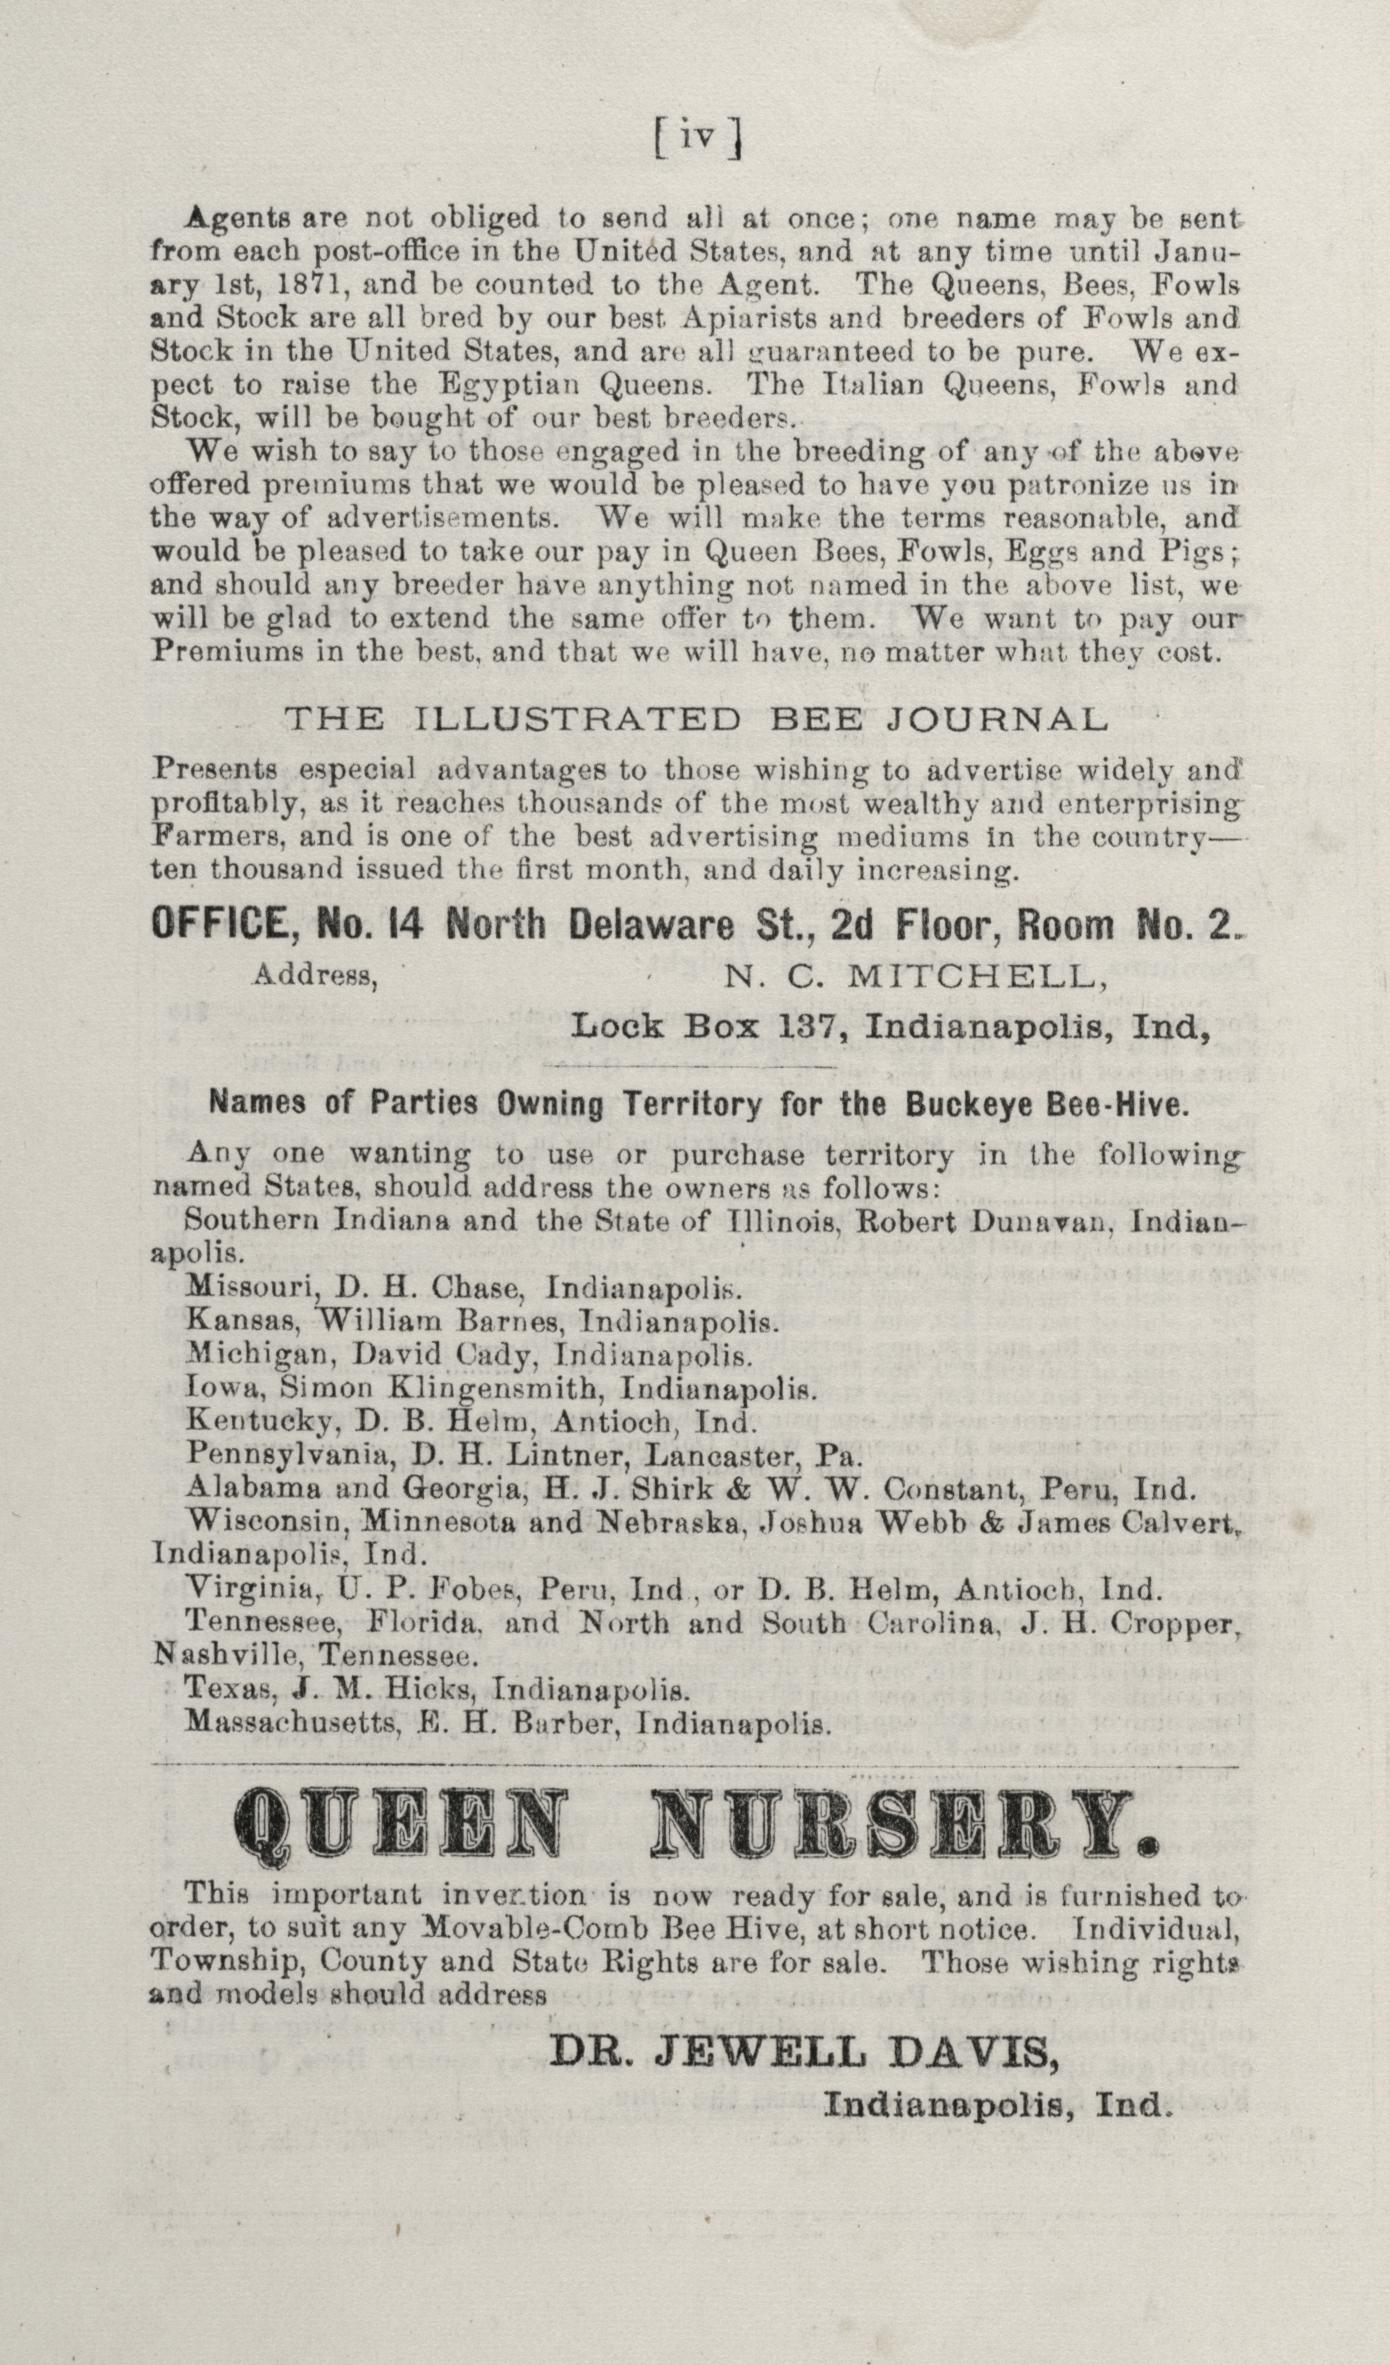 [ iv ]
Agents are not obliged to send all at once; one name may be sent
from each post-office in the United States, and at any time until Janu-
ary 1st, 1871, and be counted to the Agent. The Queens, Bees, Fowls
and Stock are all bred by our best Apiarists and breeders of Fowls and
Stock in the United States, and are all guaranteed to be pure. We ex-
pect to raise the Egyptian Queens. The Italian Queens, Fowls and
Stock, will be bought of our best breeders.
We wish to say to those engaged in the breeding of any of the above
offered premiums that we would be pleased to have you patronize us in
the way of advertisements. We will make the terms reasonable, and
would be pleased to take our pay in Queen Bees, Fowls, Eggs and Pigs;
and should any breeder have anything not named in the above list, we
will be glad to extend the same offer to them. We want to pay our
Premiums in the best, and that we will have, no matter what they cost.
THE ILLUSTRATED BEE JOURNAL
Presents especial advantages to those wishing to advertise widely and
profitably, as it reaches thousands of the most wealthy and enterprising
Farmers, and is one of the best advertising mediums in the country—
ten thousand issued the first month, and daily increasing.
OFFICE, No. 14 North Delaware St., 2d Floor, Room No. 2.
Address, N. C. MITCHELL,
Lock Box 137, Indianapolis, Ind,
Names of Parties Owning Territory for the Buckeye Bee-Hive.
Any one wanting to use or purchase territory in the following
named States, should address the owners as follows:
Southern Indiana and the State of Illinois, Robert Dunavan, Indian-
apolis.
Missouri, D. H. Chase, Indianapolis.
Kansas, William Barnes, Indianapolis.
Michigan, David Cady, Indianapolis.
Iowa, Simon Klingensmith, Indianapolis.
Kentucky, D. B. Helm, Antioch, Ind.
Pennsylvania, D. H. Lintner, Lancaster, Pa.
Alabama and Georgia, H. J. Shirk & W. W. Constant, Peru, Ind.
Wisconsin, Minnesota and Nebraska, Joshua Webb & James Calvert,
Indianapolis, Ind.
Virginia, U. P. Fobes, Peru, Ind., or D. B. Helm, Antioch, Ind.
Tennessee, Florida, and North and South Carolina, J. H. Cropper,
Nashville, Tennessee.
Texas, J. M. Hicks, Indianapolis.
Massachusetts, E. H. Barber, Indianapolis.
QUEEN NURSERY.
This important invention is now ready for sale, and is furnished to
order, to suit any Movable-Comb Bee Hive, at short notice. Individual,
Township, County and State Rights are for sale. Those wishing rights
and models should address
DR. JEWELL DAVIS,
Indianapolis, Ind.